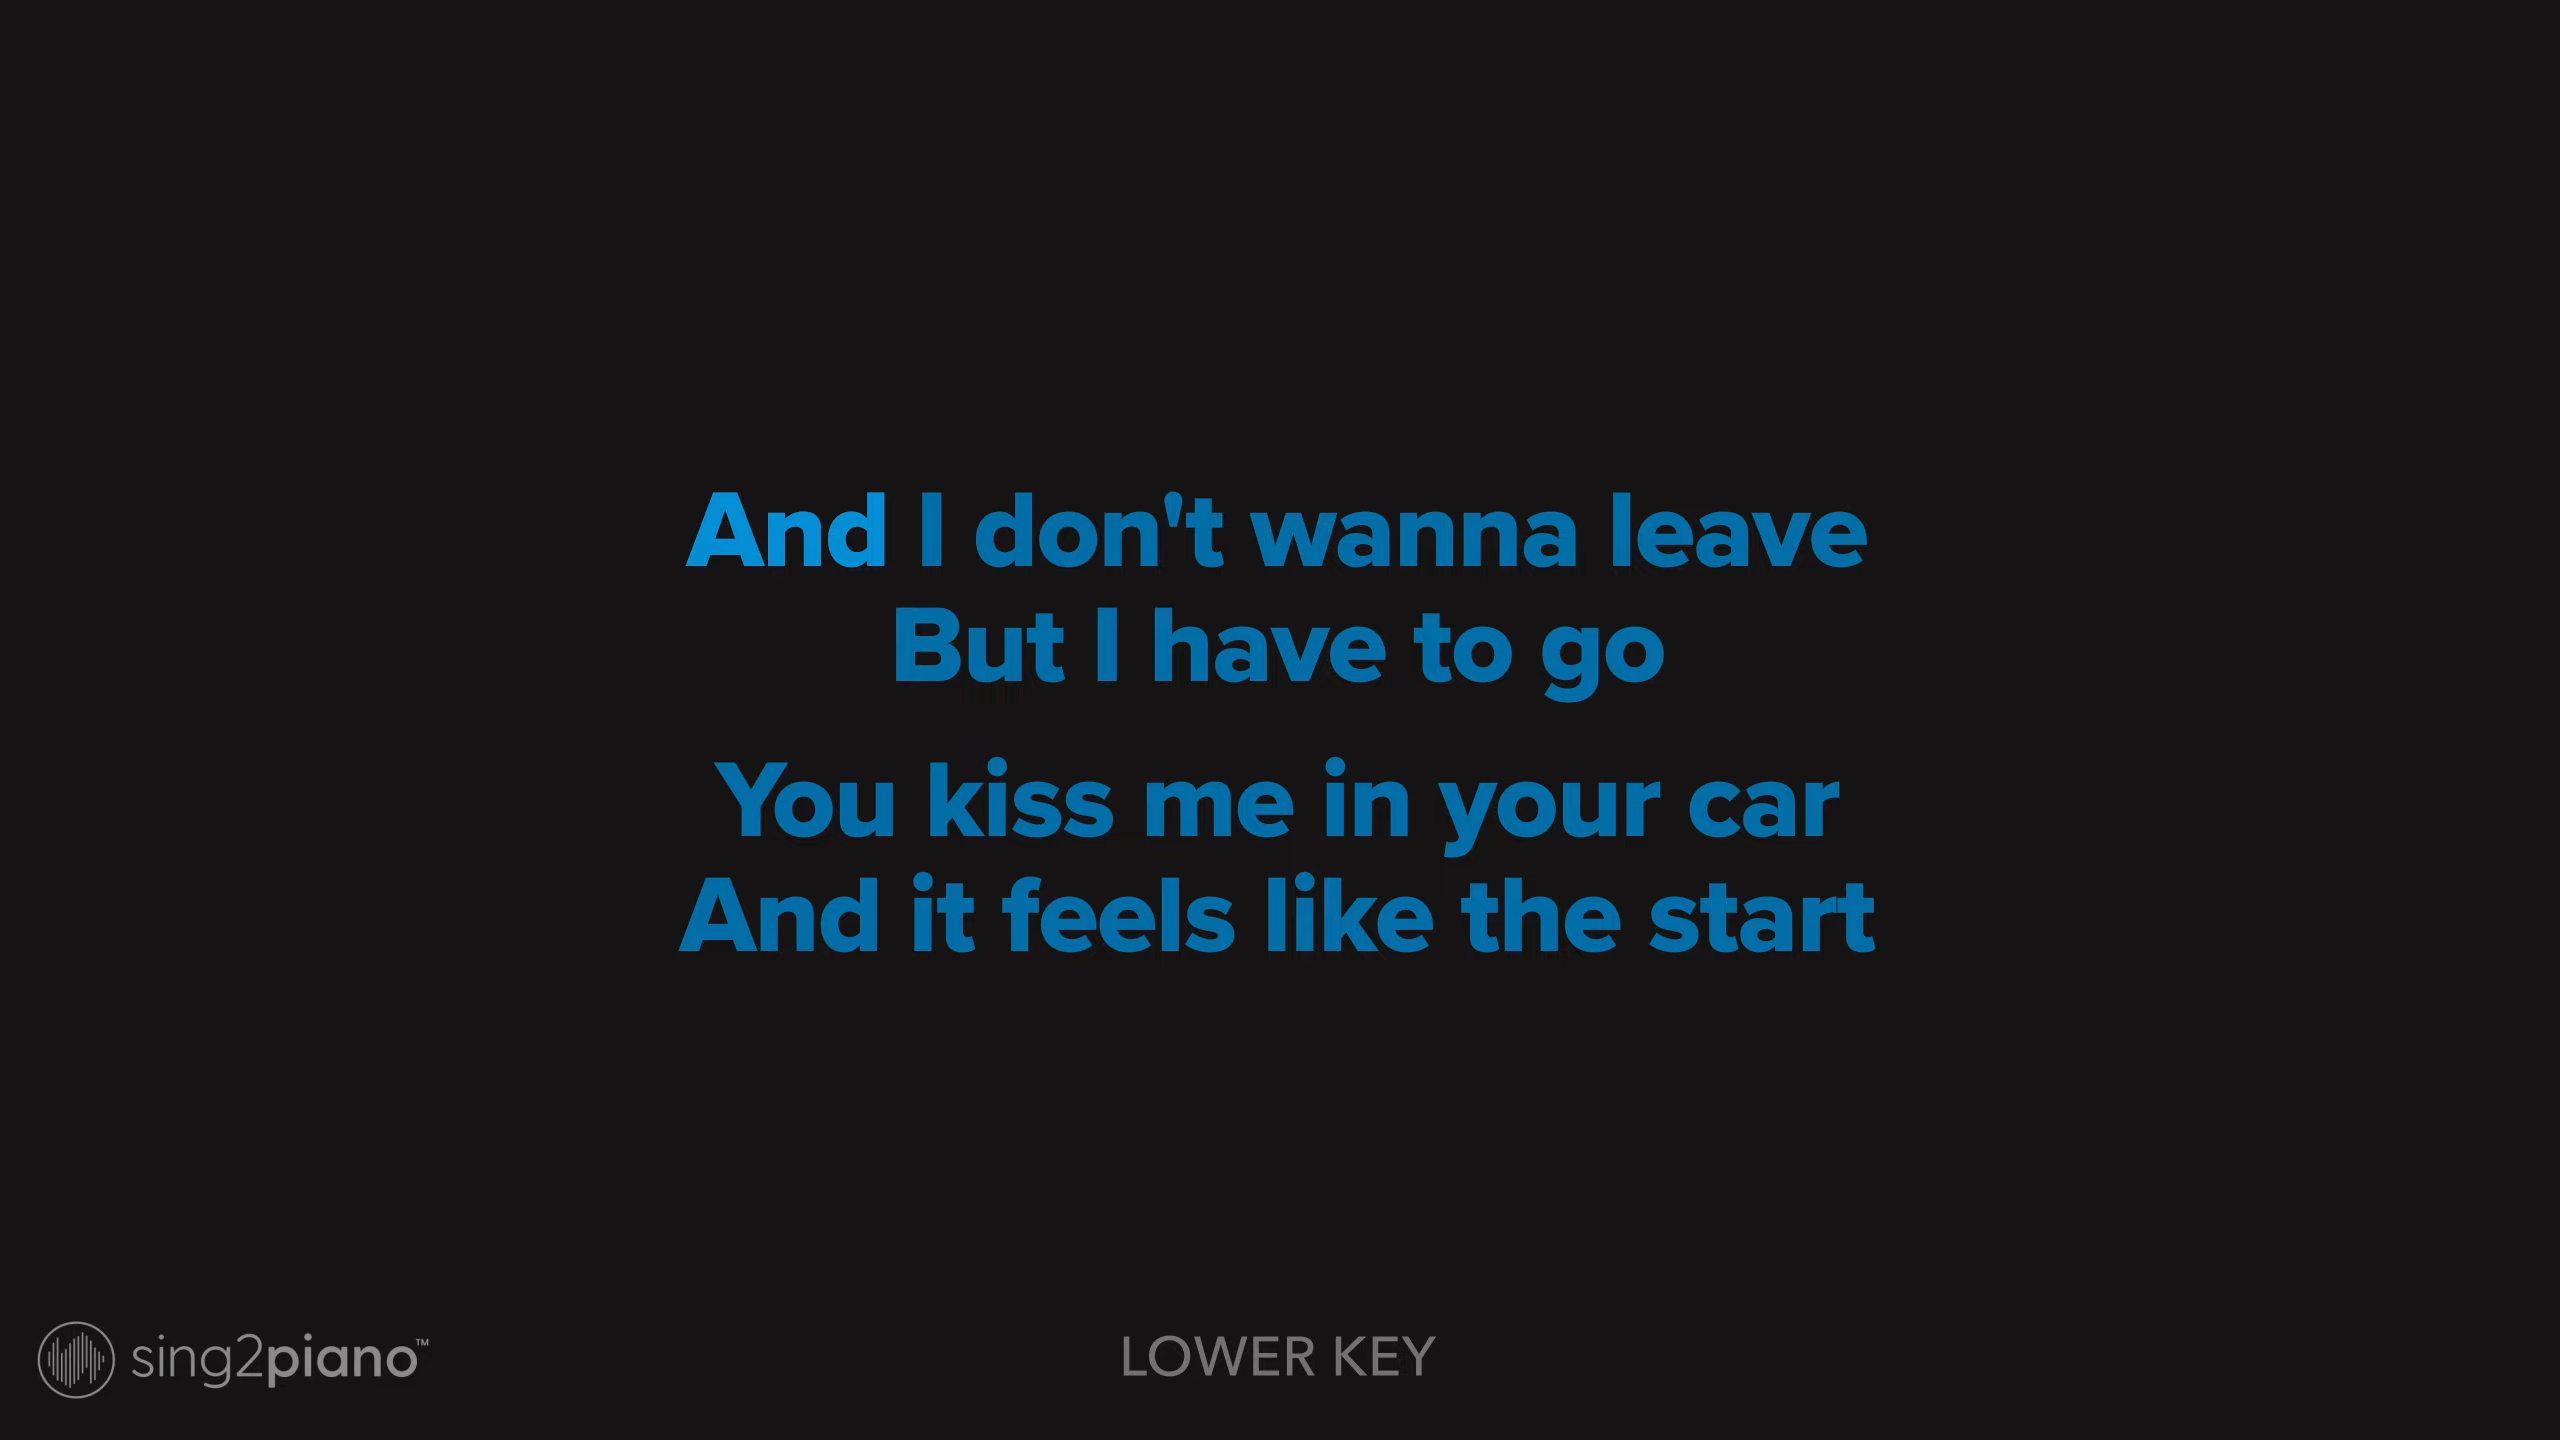 And I don't wanna leave
But I have to go
You kiss me in your car
And it feels like the start
sing2piano™
LOWER KEY